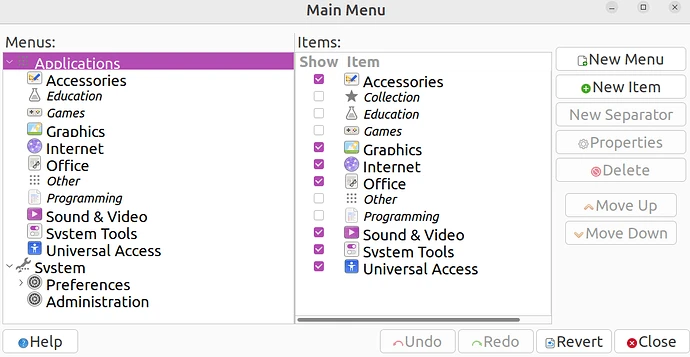 Main Menu
Menus:
Applications
Accessories
Education
Games
Graphics
Internet
Office
Other
Programming
Sound & Video
System Tools
Universal Access
System
Preferences
Administration
Items:
Show Item
Accessories
Collection
Education
Games
Graphics
Internet
Office
Other
Programming
Sound & Video
System Tools
Universal Access
New Menu
New Item
New Separator
Properties
Delete
Move Up
Move Down
Help
Undo
Redo
Revert
Close